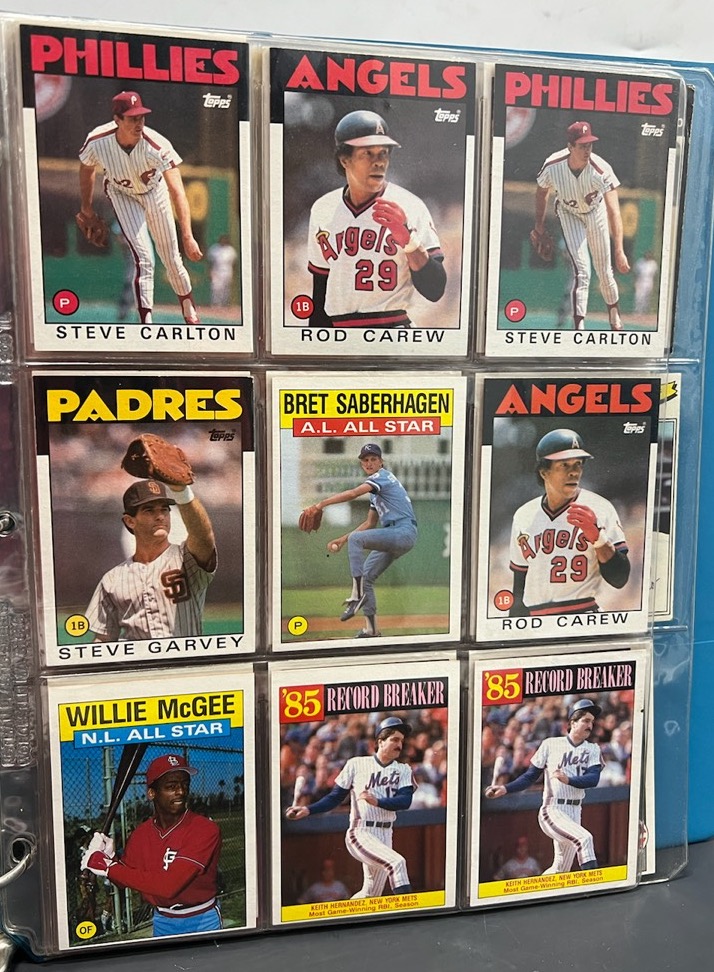 PHILLIES
Topps
P
STEVE CARLTON
ANGELS
Topps
Angels
29
1B
ROD CAREW
PHILLIES
Topps
P
STEVE CARLTON
PADRES
Topps
SD
SD
1B
STEVE GARVEY
BRET SABERHAGEN
A.L. ALL STAR
P
ANGELS
Topps
Angels
29
1B
ROD CAREW
WILLIE McGEE
N.L. ALL STAR
OF
'85 RECORD BREAKER
Mets
17
KEITH HERNANDEZ, NEW YORK METS
Most Game-Winning RBI, Season
'85 RECORD BREAKER
Mets
17
KEITH HERNANDEZ, NEW YORK METS
Most Game-Winning RBI, Season